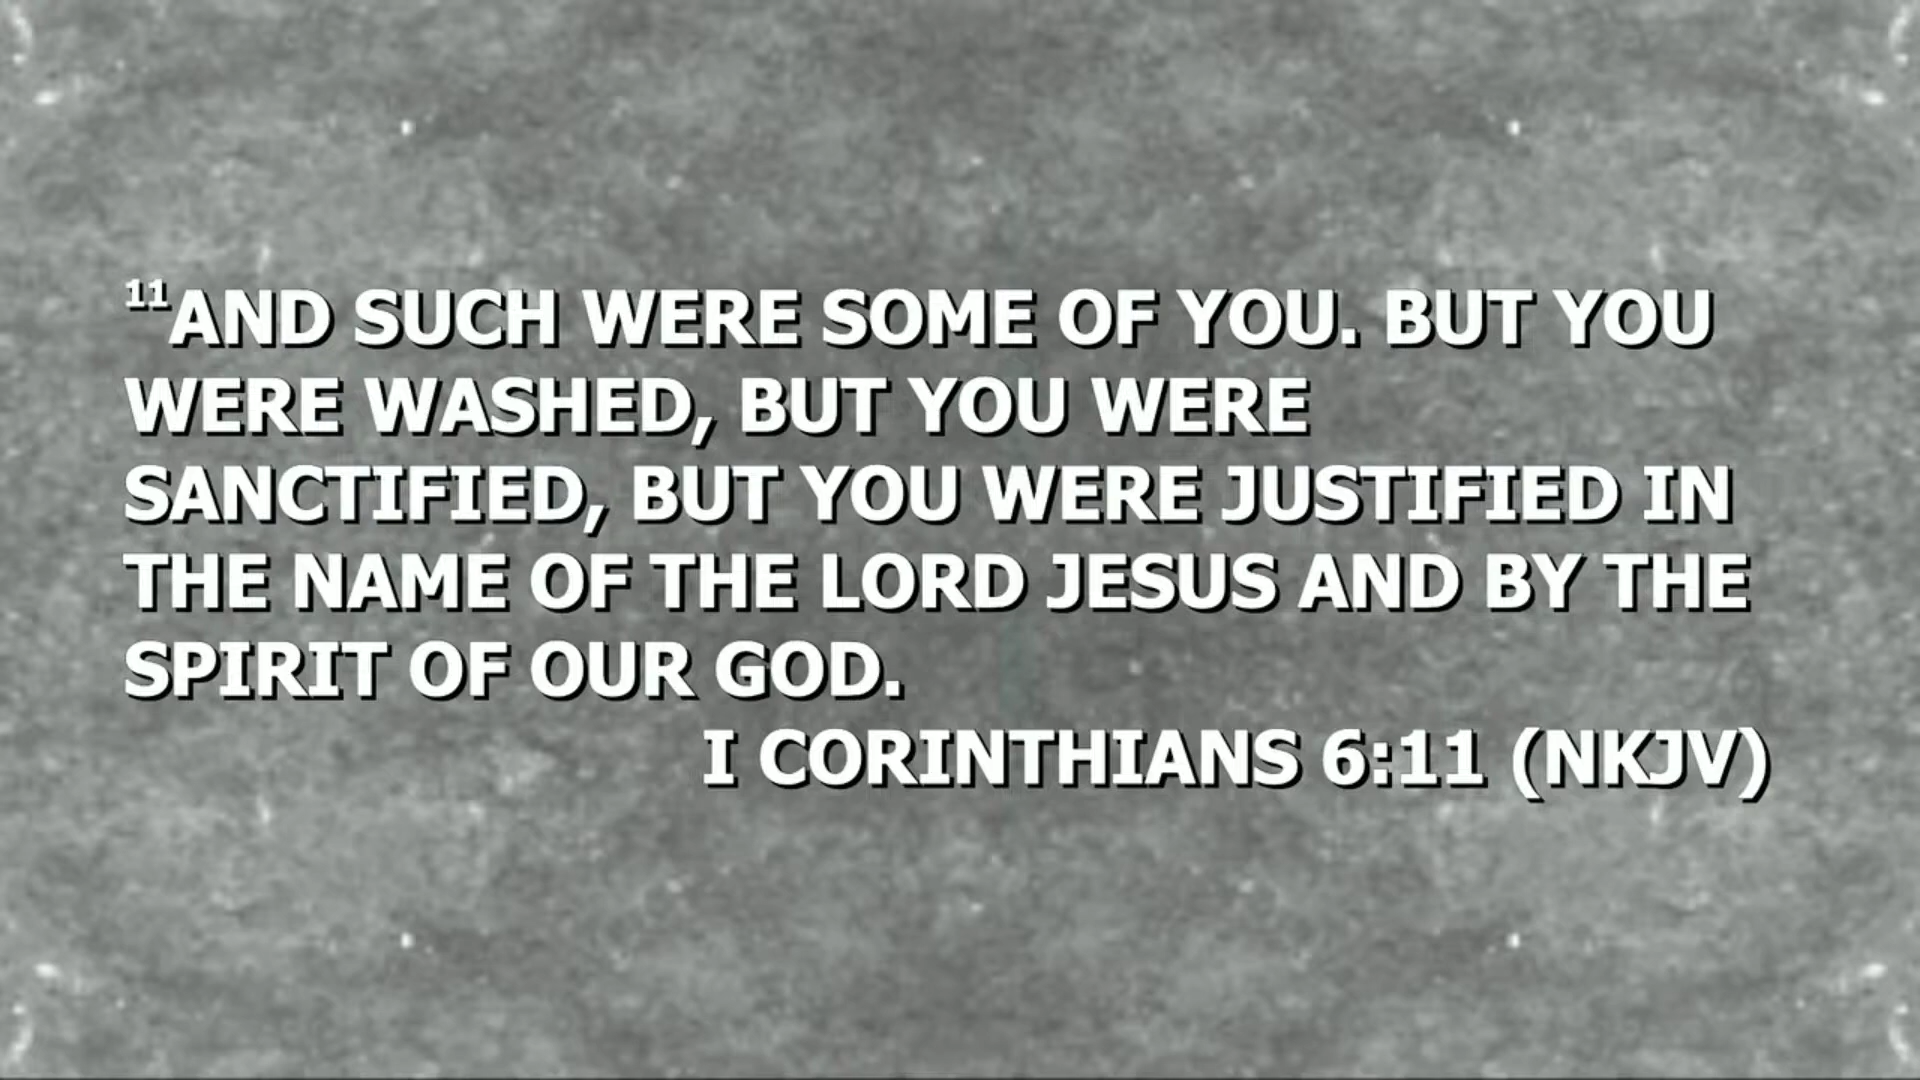 ¹¹AND SUCH WERE SOME OF YOU. BUT YOU
WERE WASHED, BUT YOU WERE
SANCTIFIED, BUT YOU WERE JUSTIFIED IN
THE NAME OF THE LORD JESUS AND BY THE
SPIRIT OF OUR GOD.
I CORINTHIANS 6:11 (NKJV)